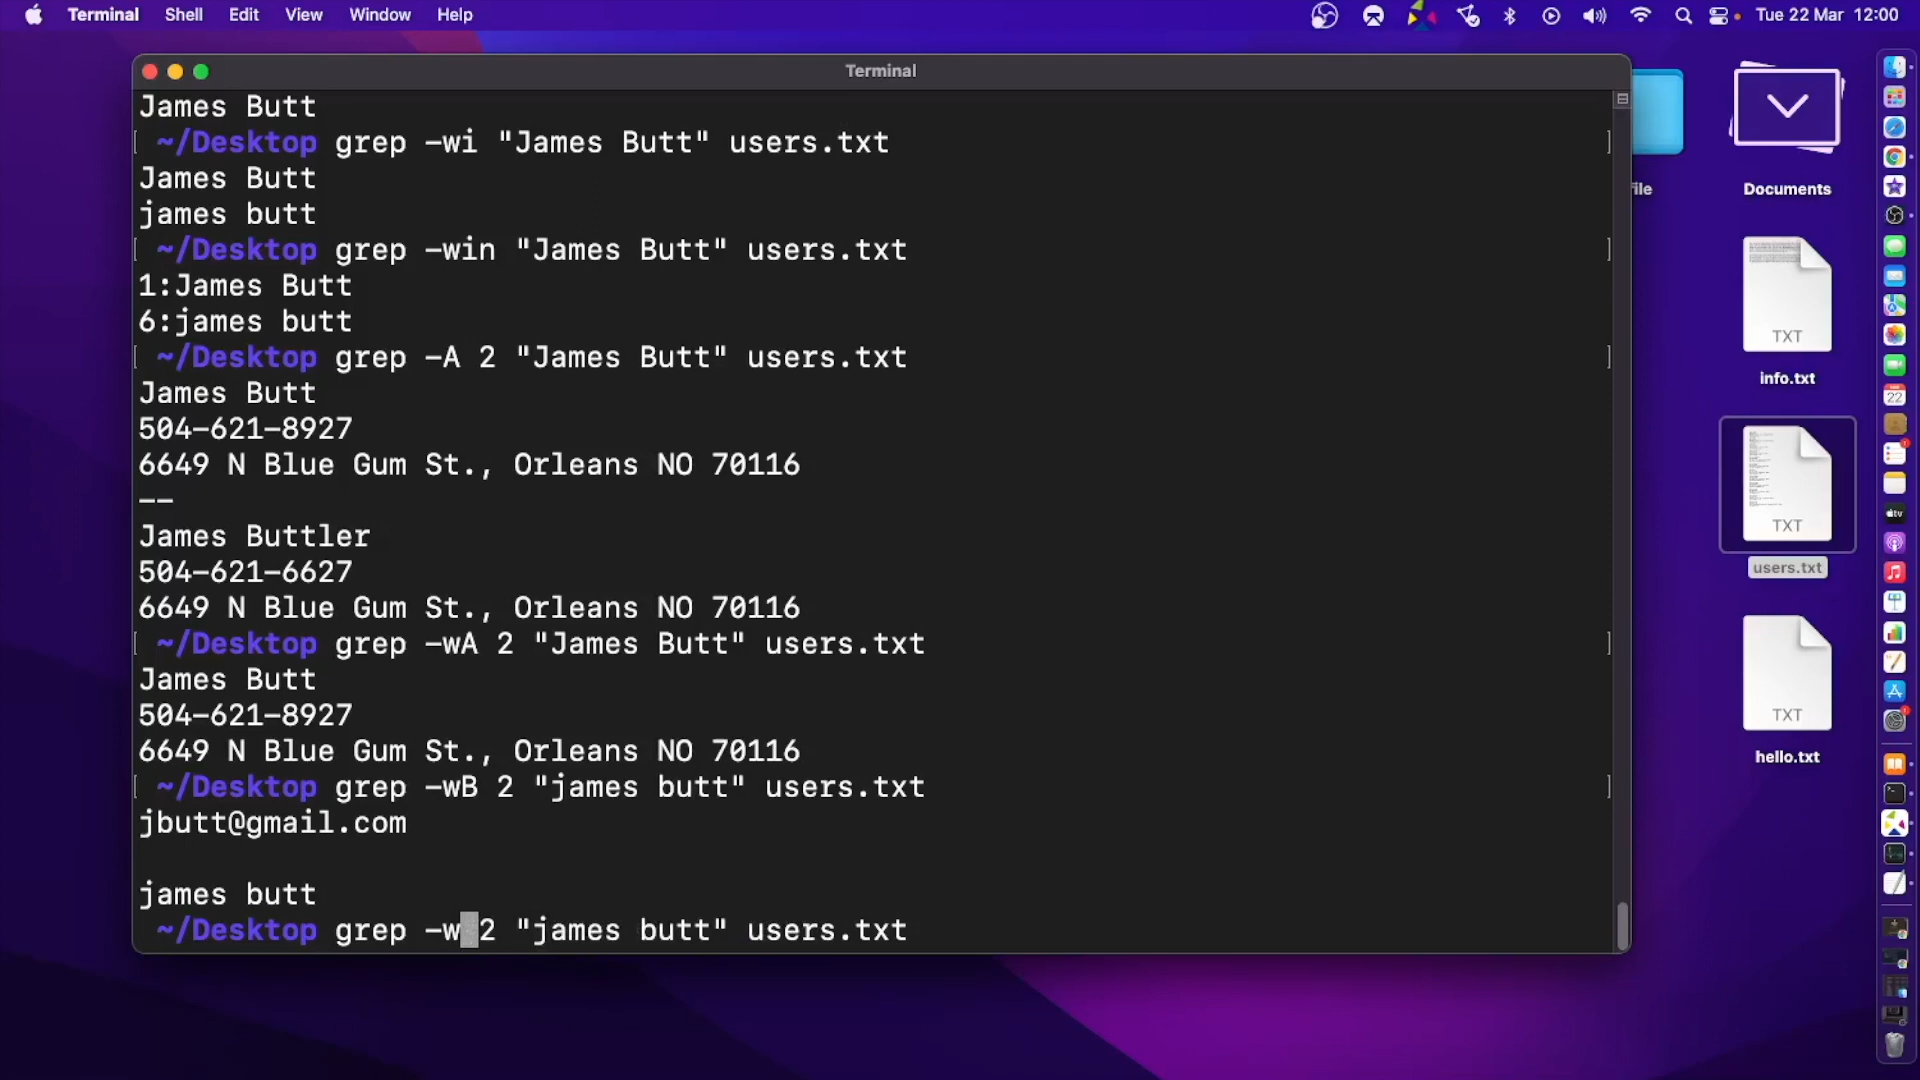 Terminal Shell Edit View Window Help Tue 22 Mar 12:00
Terminal
James Butt
~/Desktop grep -wi "James Butt" users.txt
James Butt
james butt
~/Desktop grep -win "James Butt" users.txt
1:James Butt
6:james butt
~/Desktop grep -A 2 "James Butt" users.txt
James Butt
504-621-8927
6649 N Blue Gum St., Orleans NO 70116
--
James Buttler
504-621-6627
6649 N Blue Gum St., Orleans NO 70116
~/Desktop grep -wA 2 "James Butt" users.txt
James Butt
504-621-8927
6649 N Blue Gum St., Orleans NO 70116
~/Desktop grep -wB 2 "james butt" users.txt
jbutt@gmail.com
james butt
~/Desktop grep -w 2 "james butt" users.txt
file
Documents
TXT
info.txt
TXT
users.txt
TXT
hello.txt
22
tv